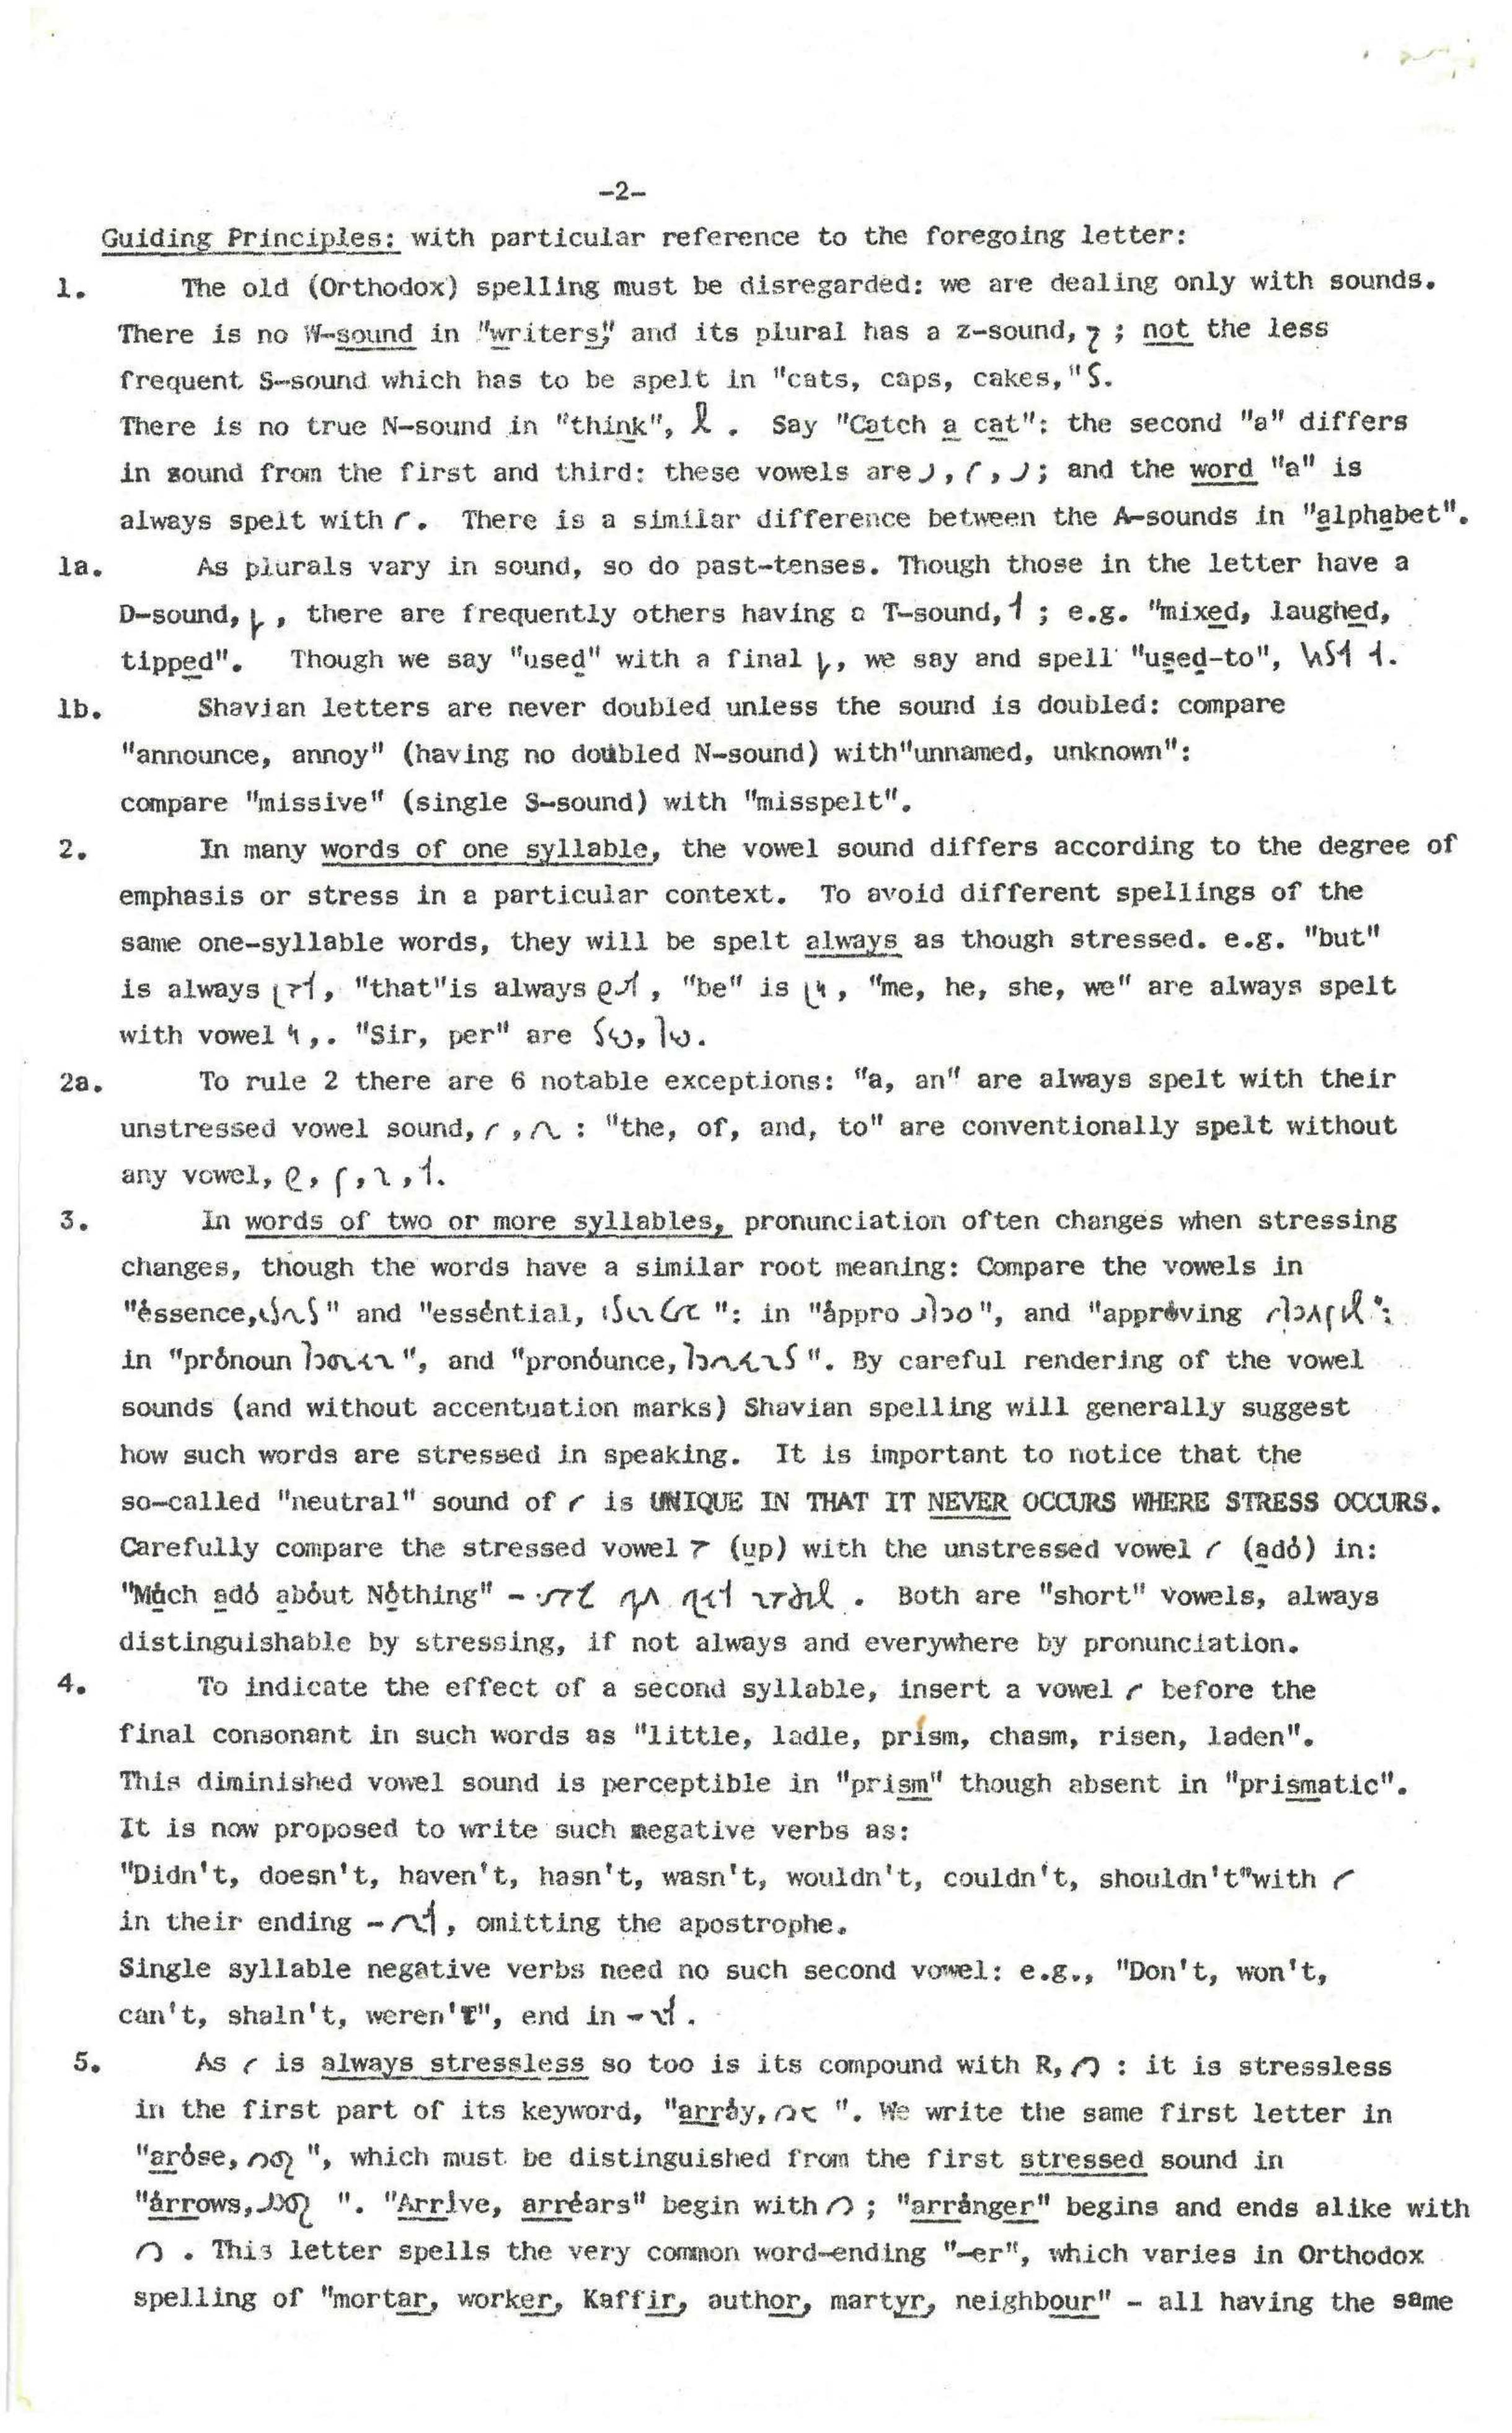 -2-
Guiding Principles: with particular reference to the foregoing letter:
1. The old (Orthodox) spelling must be disregarded: we are dealing only with sounds.
There is no W-sound in "writers," and its plural has a z-sound, 𐑟 ; not the less
frequent S-sound which has to be spelt in "cats, caps, cakes," 𐑕.
There is no true N-sound in "think", 𐑙 . Say "Catch a cat": the second "a" differs
in sound from the first and third: these vowels are 𐑨, 𐑩, 𐑨; and the word "a" is
always spelt with 𐑩. There is a similar difference between the A-sounds in "alphabet".
1a. As plurals vary in sound, so do past-tenses. Though those in the letter have a
D-sound, 𐑛 , there are frequently others having a T-sound, 𐑑 ; e.g. "mixed, laughed,
tipped". Though we say "used" with a final 𐑛, we say and spell "used-to", 𐑿𐑕𐑑 𐑑.
1b. Shavian letters are never doubled unless the sound is doubled: compare
"announce, annoy" (having no doubled N-sound) with"unnamed, unknown":
compare "missive" (single S-sound) with "misspelt".
2. In many words of one syllable, the vowel sound differs according to the degree of
emphasis or stress in a particular context. To avoid different spellings of the
same one-syllable words, they will be spelt always as though stressed. e.g. "but"
is always 𐑚𐑳𐑑, "that"is always 𐑞𐑨𐑑 , "be" is 𐑚𐑰 , "me, he, she, we" are always spelt
with vowel 𐑰 ,. "Sir, per" are 𐑕𐑻, 𐑐𐑻.
2a. To rule 2 there are 6 notable exceptions: "a, an" are always spelt with their
unstressed vowel sound, 𐑩 , 𐑩𐑯 : "the, of, and, to" are conventionally spelt without
any vowel, 𐑞, 𐑝, 𐑯, 𐑑.
3. In words of two or more syllables, pronunciation often changes when stressing
changes, though the words have a similar root meaning: Compare the vowels in
"éssence, 𐑧𐑕𐑩𐑯𐑕 " and "esséntial, 𐑦𐑕𐑧𐑯𐑖𐑩𐑤 ": in "áppro 𐑨𐑐𐑮𐑴 ", and "appróving 𐑩𐑐𐑮𐑵𐑝𐑦𐑙 ":
in "prónoun 𐑐𐑮𐑴𐑯𐑬𐑯 ", and "pronóunce, 𐑐𐑮𐑩𐑯𐑬𐑯𐑕 ". By careful rendering of the vowel
sounds (and without accentuation marks) Shavian spelling will generally suggest
how such words are stressed in speaking. It is important to notice that the
so-called "neutral" sound of 𐑩 is UNIQUE IN THAT IT NEVER OCCURS WHERE STRESS OCCURS.
Carefully compare the stressed vowel 𐑳 (up) with the unstressed vowel 𐑩 (adó) in:
"Múch adó abóut Nóthing" - 𐑥𐑳𐑗 𐑩𐑛𐑵 𐑩𐑚𐑬𐑑 𐑯𐑳𐑔𐑦𐑙 . Both are "short" vowels, always
distinguishable by stressing, if not always and everywhere by pronunciation.
4. To indicate the effect of a second syllable, insert a vowel 𐑩 before the
final consonant in such words as "little, ladle, prism, chasm, risen, laden".
This diminished vowel sound is perceptible in "prism" though absent in "prismatic".
It is now proposed to write such negative verbs as:
"Didn't, doesn't, haven't, hasn't, wasn't, wouldn't, couldn't, shouldn't"with 𐑩
in their ending -𐑩𐑯𐑑, omitting the apostrophe.
Single syllable negative verbs need no such second vowel: e.g., "Don't, won't,
can't, shaln't, weren't", end in -𐑯𐑑 .
5. As 𐑩 is always stressless so too is its compound with R, 𐑼 : it is stressless
in the first part of its keyword, "arráy, 𐑼𐑱 ". We write the same first letter in
"aróse, 𐑼𐑴𐑟 ", which must be distinguished from the first stressed sound in
"árrows, 𐑨𐑮𐑴𐑟 ". "Arríve, arréars" begin with 𐑼 ; "arránger" begins and ends alike with
𐑼 . This letter spells the very common word-ending "-er", which varies in Orthodox
spelling of "mortar, worker, Kaffir, author, martyr, neighbour" - all having the same